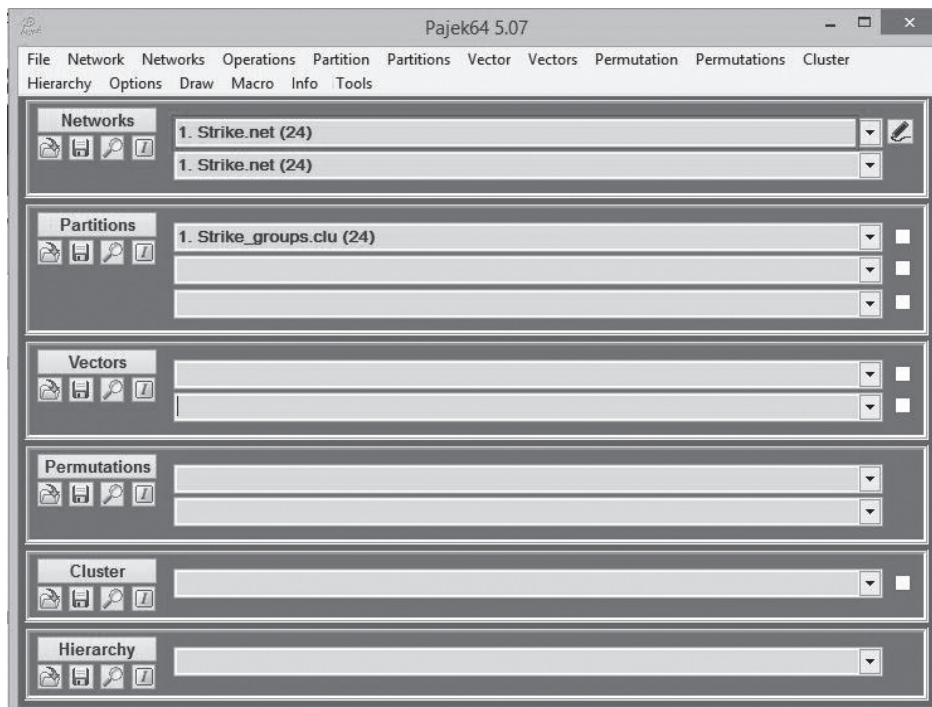 Pajek64 5.07
File Network Networks Operations Partition Partitions Vector Vectors Permutation Permutations Cluster
Hierarchy Options Draw Macro Info Tools
Networks
1. Strike.net (24)
1. Strike.net (24)
Partitions
1. Strike_groups.clu (24)
Vectors
Permutations
Cluster
Hierarchy